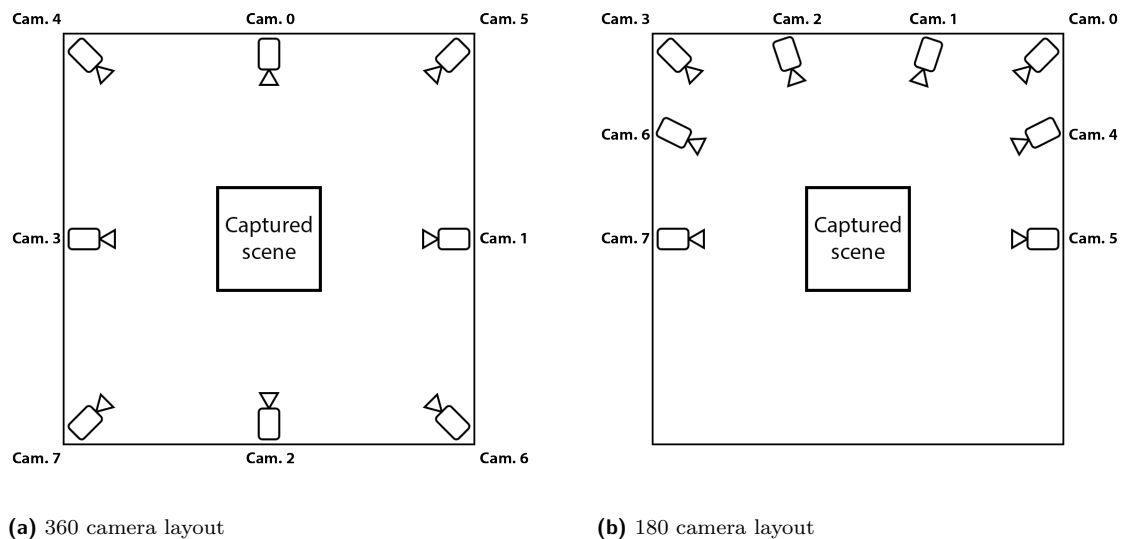 Cam. 4
Cam. 0
Cam. 5
Cam. 3
Captured
scene
Cam. 1
Cam. 7
Cam. 2
Cam. 6
(a) 360 camera layout
Cam. 3
Cam. 2
Cam. 1
Cam. 0
Cam. 6
Cam. 4
Cam. 7
Captured
scene
Cam. 5
(b) 180 camera layout